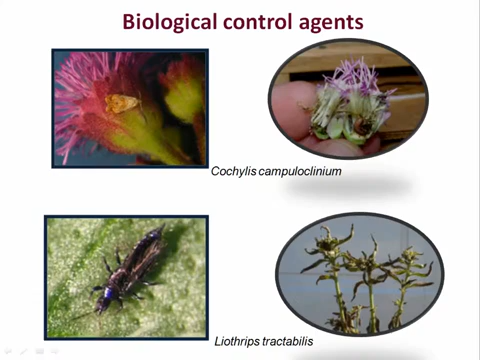 Biological control agents
Cochylis campuloclinium
Liothrips tractabilis